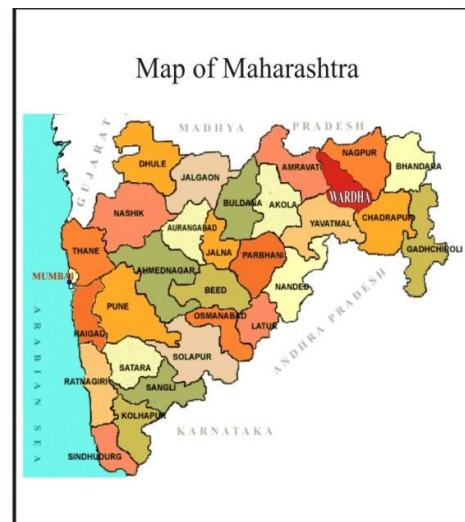 Map of Maharashtra
GUJARAT
MADHYA PRADESH
DHULE
JALGAON
NASHIK
BULDANA
AKOLA
AMRAVATI
NAGPUR
WARDHA
BHANDARA
YAVATMAL
CHADRAPUR
GADHCHIROLI
AURANGABAD
JALNA
PARBHANI
THANE
MUMBAI
AHMEDNAGAR
BEED
NANDED
PUNE
RAIGAD
OSMANABAD
LATUR
ANDHRA PRADESH
ARABIAN SEA
RATNAGIRI
SATARA
SOLAPUR
SANGLI
KOLHAPUR
KARNATAKA
SINDHUDURG